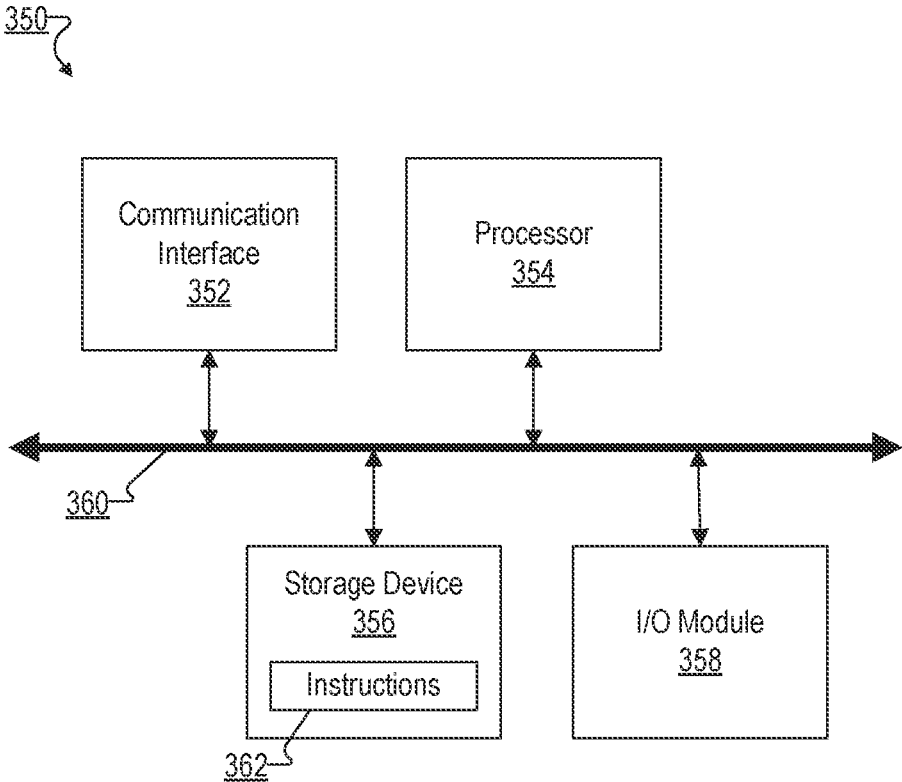 350
Communication
Interface
352
Processor
354
360
Storage Device
356
Instructions
362
I/O Module
358